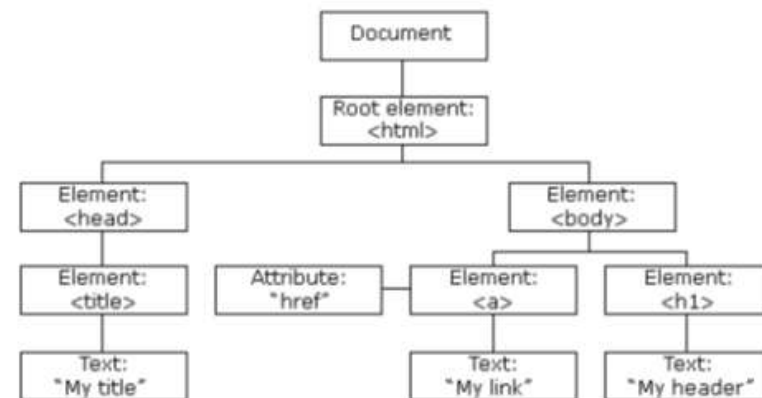 Document
Root element:
<html>
Element:
<head>
Element:
<body>
Element:
<title>
Attribute:
"href"
Element:
<a>
Element:
<h1>
Text:
"My title"
Text:
"My link"
Text:
"My header"